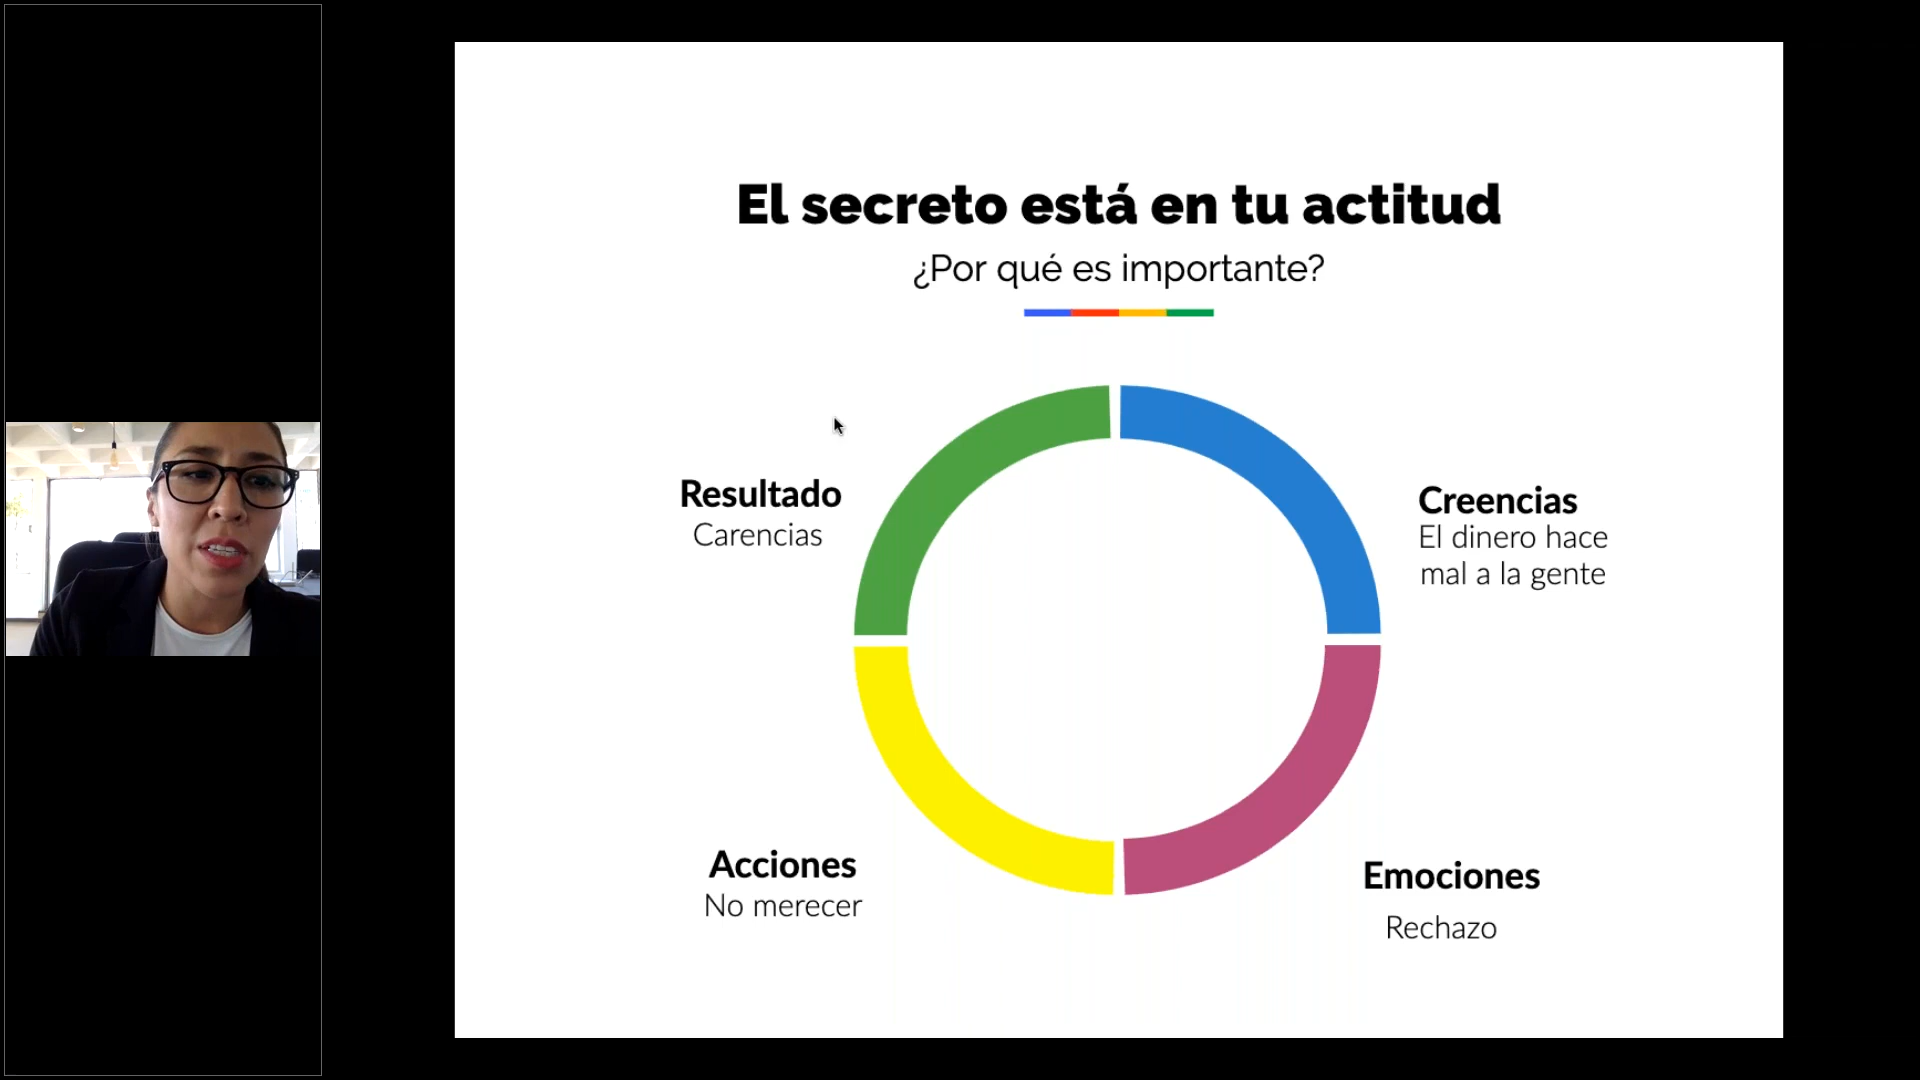 El secreto está en tu actitud
¿Por qué es importante?
Resultado
Carencias
Creencias
El dinero hace
mal a la gente
Acciones
No merecer
Emociones
Rechazo